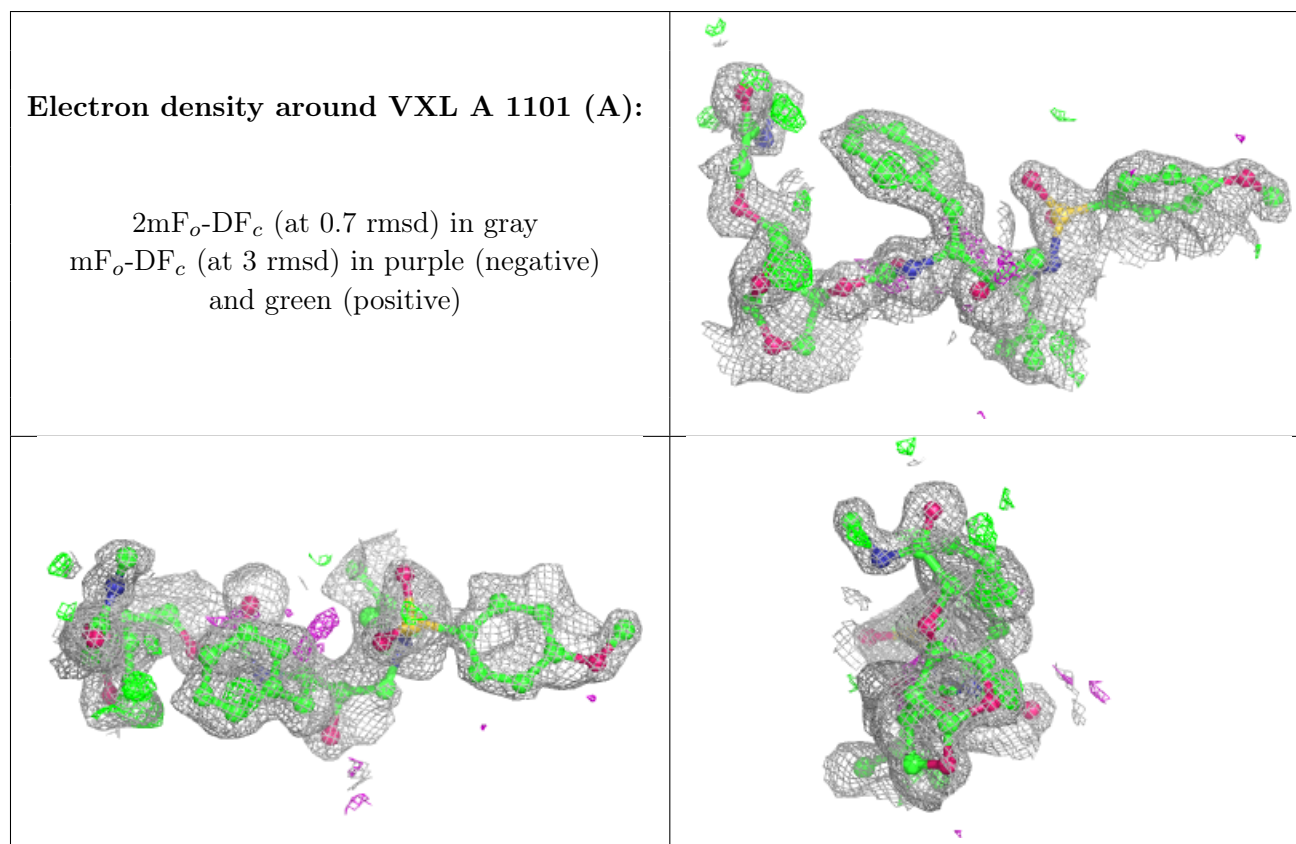 Electron density around VXL A 1101 (A):
2mFₒ-DF𝒸 (at 0.7 rmsd) in gray
mFₒ-DF𝒸 (at 3 rmsd) in purple (negative)
and green (positive)